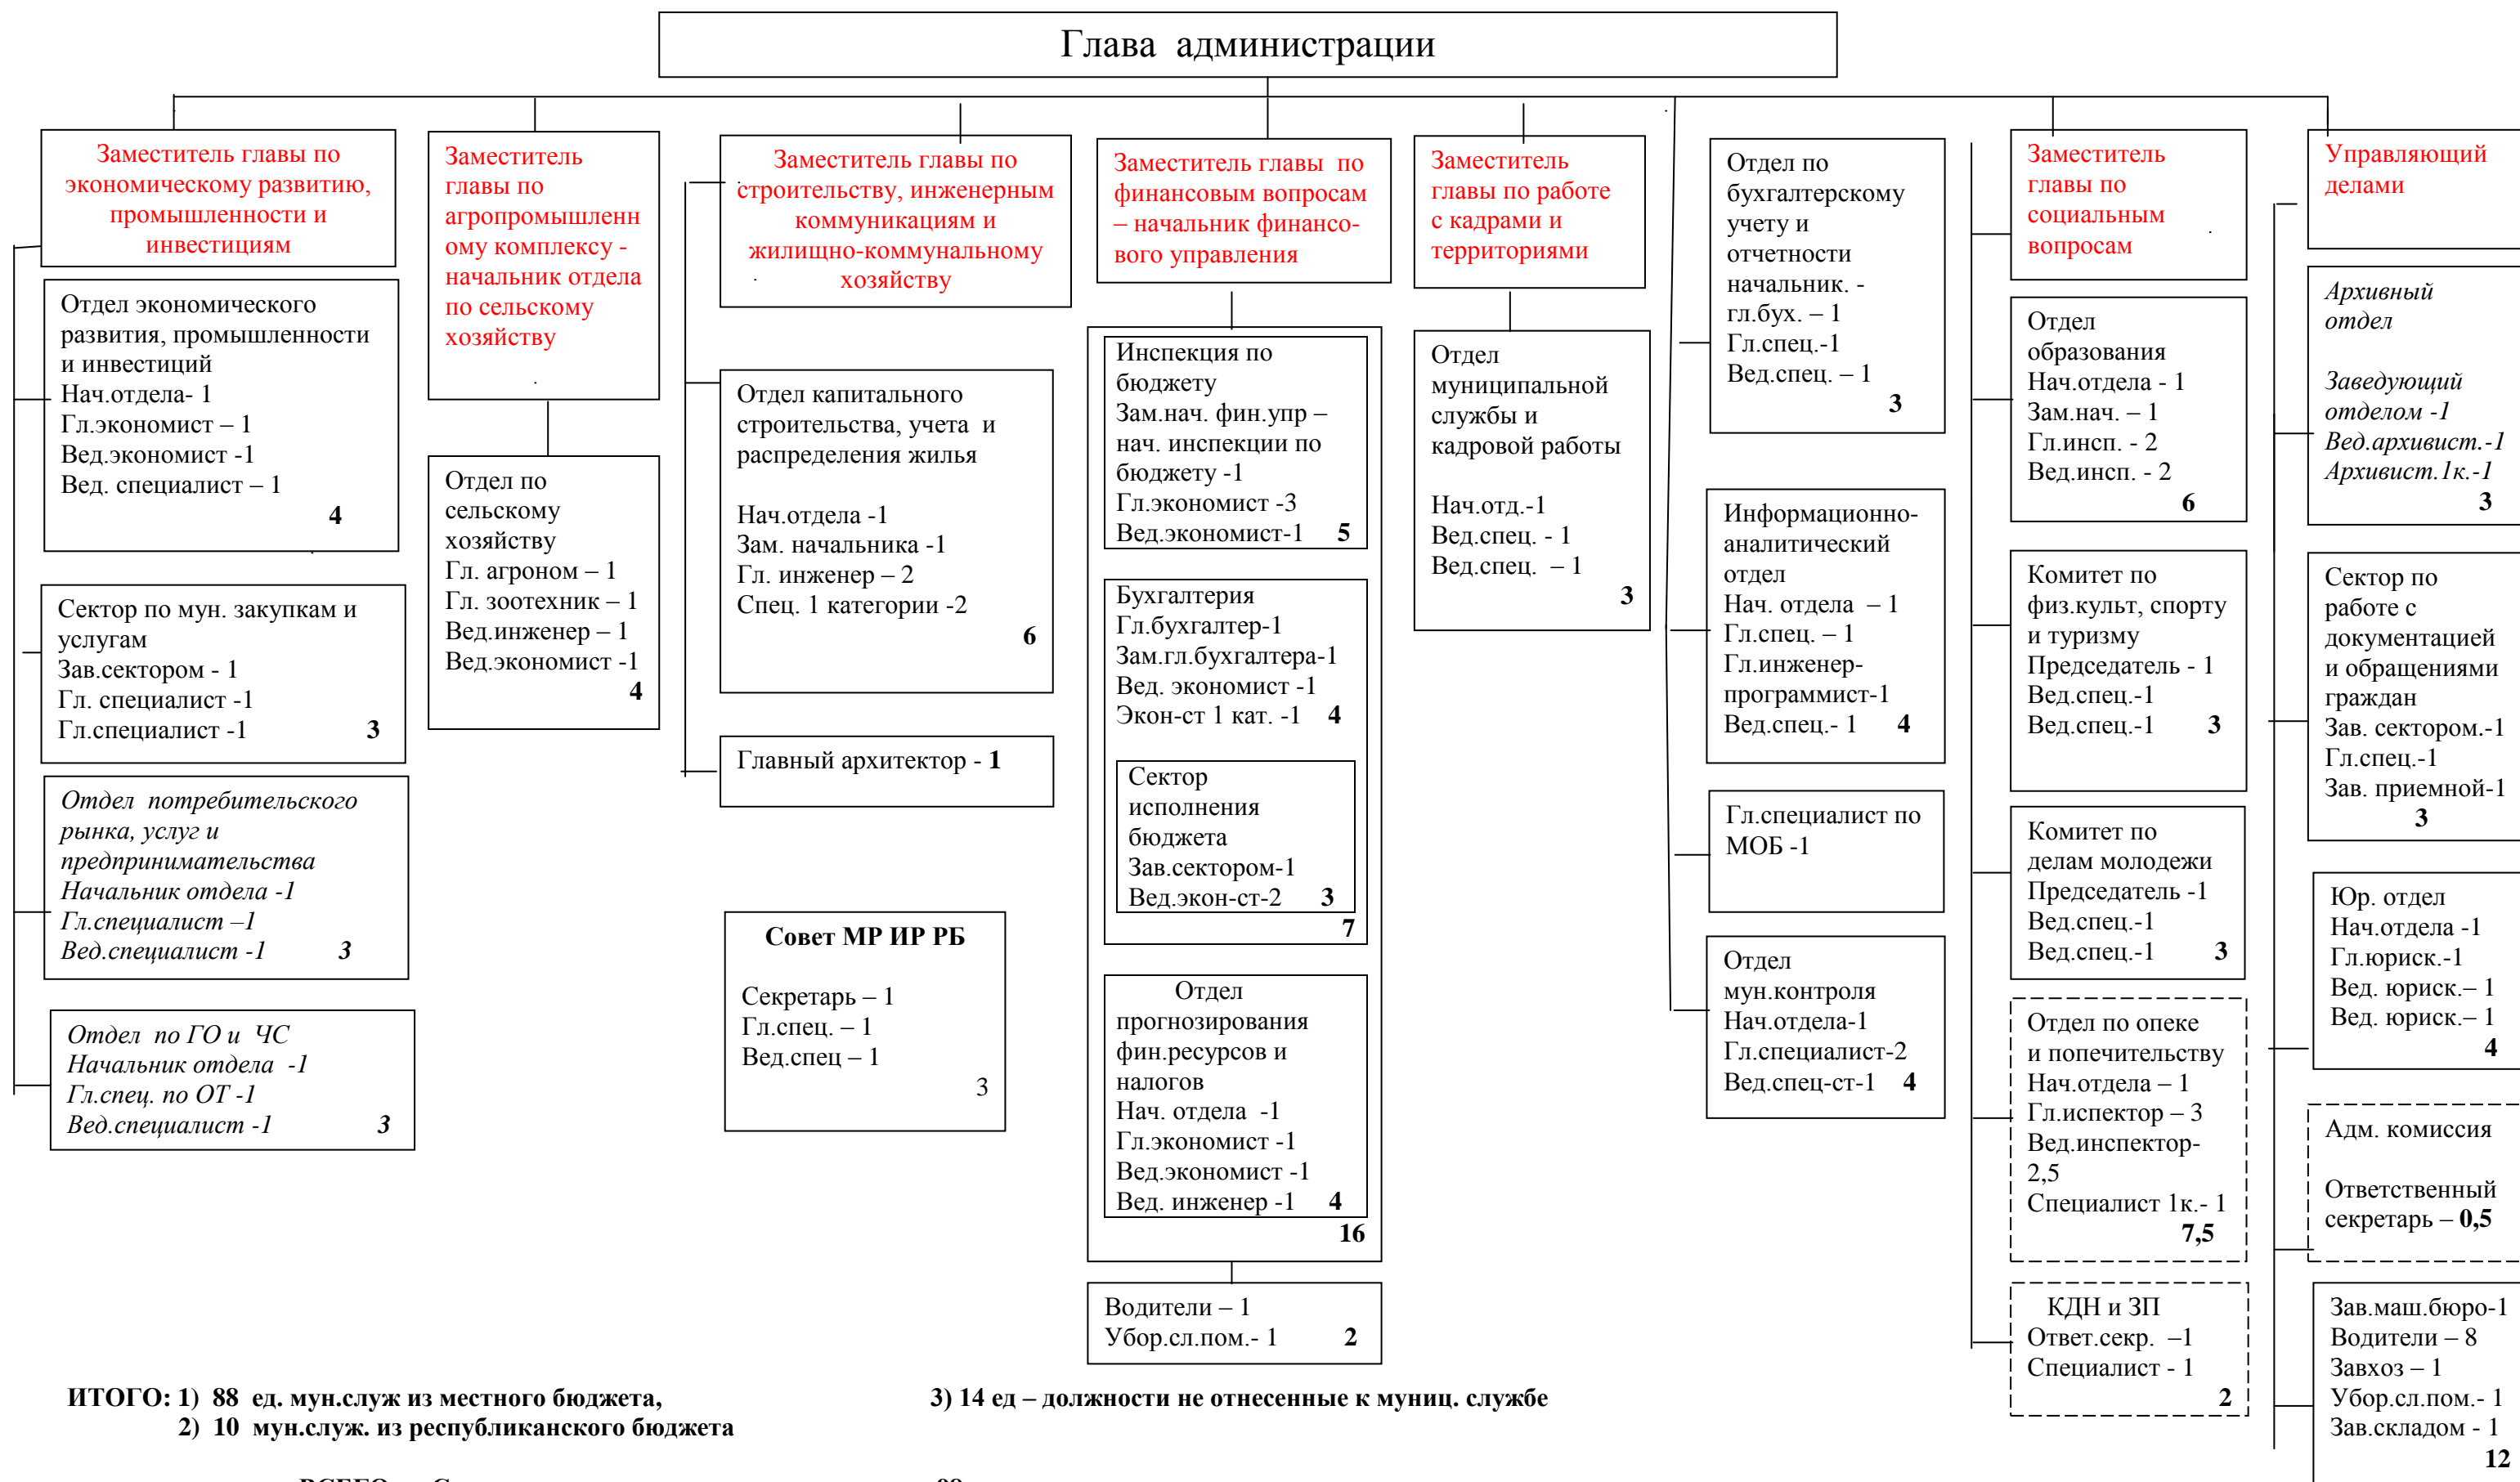 Глава администрации
Заместитель главы по
экономическому развитию,
промышленности и
инвестициям
Отдел экономического
развития, промышленности
и инвестиций
Нач.отдела- 1
Гл.экономист – 1
Вед.экономист -1
Вед. специалист – 1
4
Сектор по мун. закупкам и
услугам
Зав.сектором - 1
Гл. специалист -1
Гл.специалист -1 3
Отдел потребительского
рынка, услуг и
предпринимательства
Начальник отдела -1
Гл.специалист –1
Вед.специалист -1 3
Отдел по ГО и ЧС
Начальник отдела -1
Гл.спец. по ОТ -1
Вед.специалист -1 3
Заместитель
главы по
агропромышленн
ому комплексу -
начальник отдела
по сельскому
хозяйству
Отдел по
сельскому
хозяйству
Гл. агроном – 1
Гл. зоотехник – 1
Вед.инженер – 1
Вед.экономист -1
4
Заместитель главы по
строительству, инженерным
коммуникациям и
жилищно-коммунальному
хозяйству
Отдел капитального
строительства, учета и
распределения жилья
Нач.отдела -1
Зам. начальника -1
Гл. инженер – 2
Спец. 1 категории -2
6
Главный архитектор - 1
Совет МР ИР РБ
Секретарь – 1
Гл.спец. – 1
Вед.спец – 1
3
Заместитель главы по
финансовым вопросам
– начальник финансо-
вого управления
Инспекция по
бюджету
Зам.нач. фин.упр –
нач. инспекции по
бюджету -1
Гл.экономист -3
Вед.экономист-1 5
Бухгалтерия
Гл.бухгалтер-1
Зам.гл.бухгалтера-1
Вед. экономист -1
Экон-ст 1 кат. -1 4
Сектор
исполнения
бюджета
Зав.сектором-1
Вед.экон-ст-2 3
7
Отдел
прогнозирования
фин.ресурсов и
налогов
Нач. отдела -1
Гл.экономист -1
Вед.экономист -1
Вед. инженер -1 4
16
Водители – 1
Убор.сл.пом.- 1 2
Заместитель
главы по работе
с кадрами и
территориями
Отдел
муниципальной
службы и
кадровой работы
Нач.отд.-1
Вед.спец. - 1
Вед.спец. – 1
3
Отдел по
бухгалтерскому
учету и
отчетности
начальник. -
гл.бух. – 1
Гл.спец.-1
Вед.спец. – 1
3
Информационно-
аналитический
отдел
Нач. отдела – 1
Гл.спец. – 1
Гл.инженер-
программист-1
Вед.спец.- 1 4
Гл.специалист по
МОБ -1
Отдел
мун.контроля
Нач.отдела-1
Гл.специалист-2
Вед.спец-ст-1 4
Заместитель
главы по
социальным
вопросам
Отдел
образования
Нач.отдела - 1
Зам.нач. – 1
Гл.инсп. - 2
Вед.инсп. - 2
6
Комитет по
физ.культ, спорту
и туризму
Председатель - 1
Вед.спец.-1
Вед.спец.-1 3
Комитет по
делам молодежи
Председатель -1
Вед.спец.-1
Вед.спец.-1 3
Отдел по опеке
и попечительству
Нач.отдела – 1
Гл.испектор – 3
Вед.инспектор-
2,5
Специалист 1к.- 1
7,5
КДН и ЗП
Ответ.секр. –1
Специалист - 1
2
Управляющий
делами
Архивный
отдел
Заведующий
отделом -1
Вед.архивист.-1
Архивист.1к.-1
3
Сектор по
работе с
документацией
и обращениями
граждан
Зав. сектором.-1
Гл.спец.-1
Зав. приемной-1
3
Юр. отдел
Нач.отдела -1
Гл.юриск.-1
Вед. юриск.– 1
Вед. юриск.– 1
4
Адм. комиссия
Ответственный
секретарь – 0,5
Зав.маш.бюро-1
Водители – 8
Завхоз – 1
Убор.сл.пом.- 1
Зав.складом - 1
12
ИТОГО: 1) 88 ед. мун.служ из местного бюджета,
2) 10 мун.служ. из республиканского бюджета
3) 14 ед – должности не отнесенные к муниц. службе